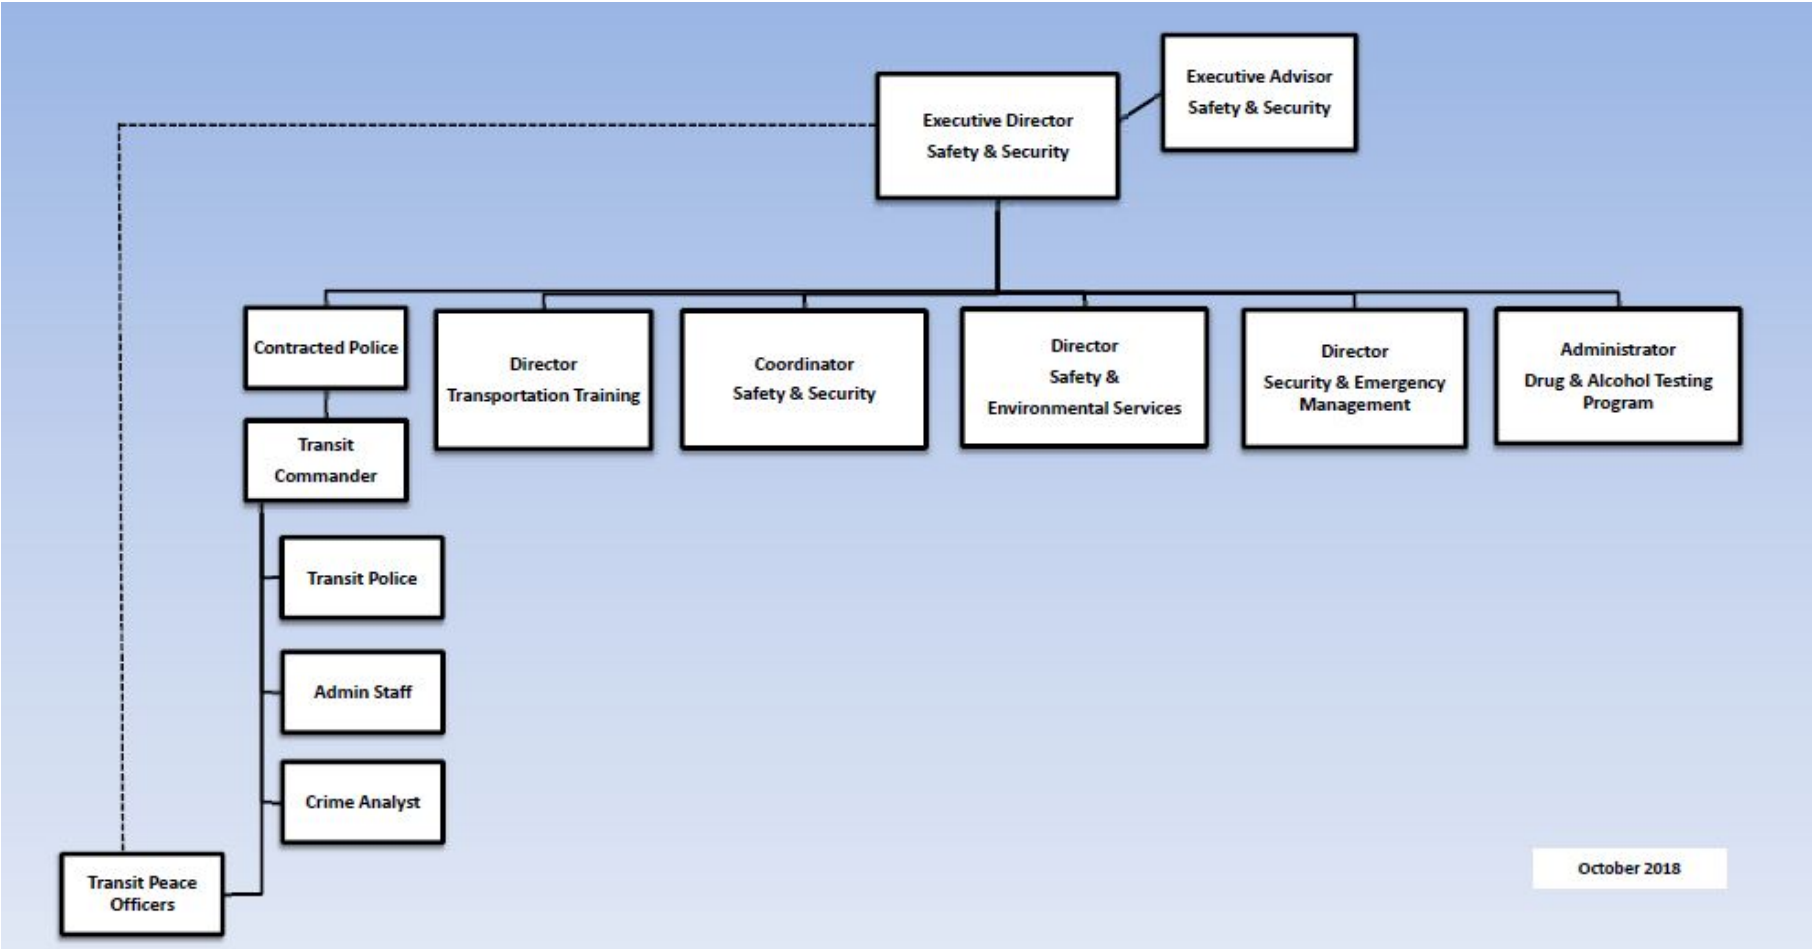 Executive Advisor
Safety & Security
Executive Director
Safety & Security
Contracted Police
Director
Transportation Training
Coordinator
Safety & Security
Director
Safety &
Environmental Services
Director
Security & Emergency
Management
Administrator
Drug & Alcohol Testing
Program
Transit
Commander
Transit Police
Admin Staff
Crime Analyst
Transit Peace
Officers
October 2018